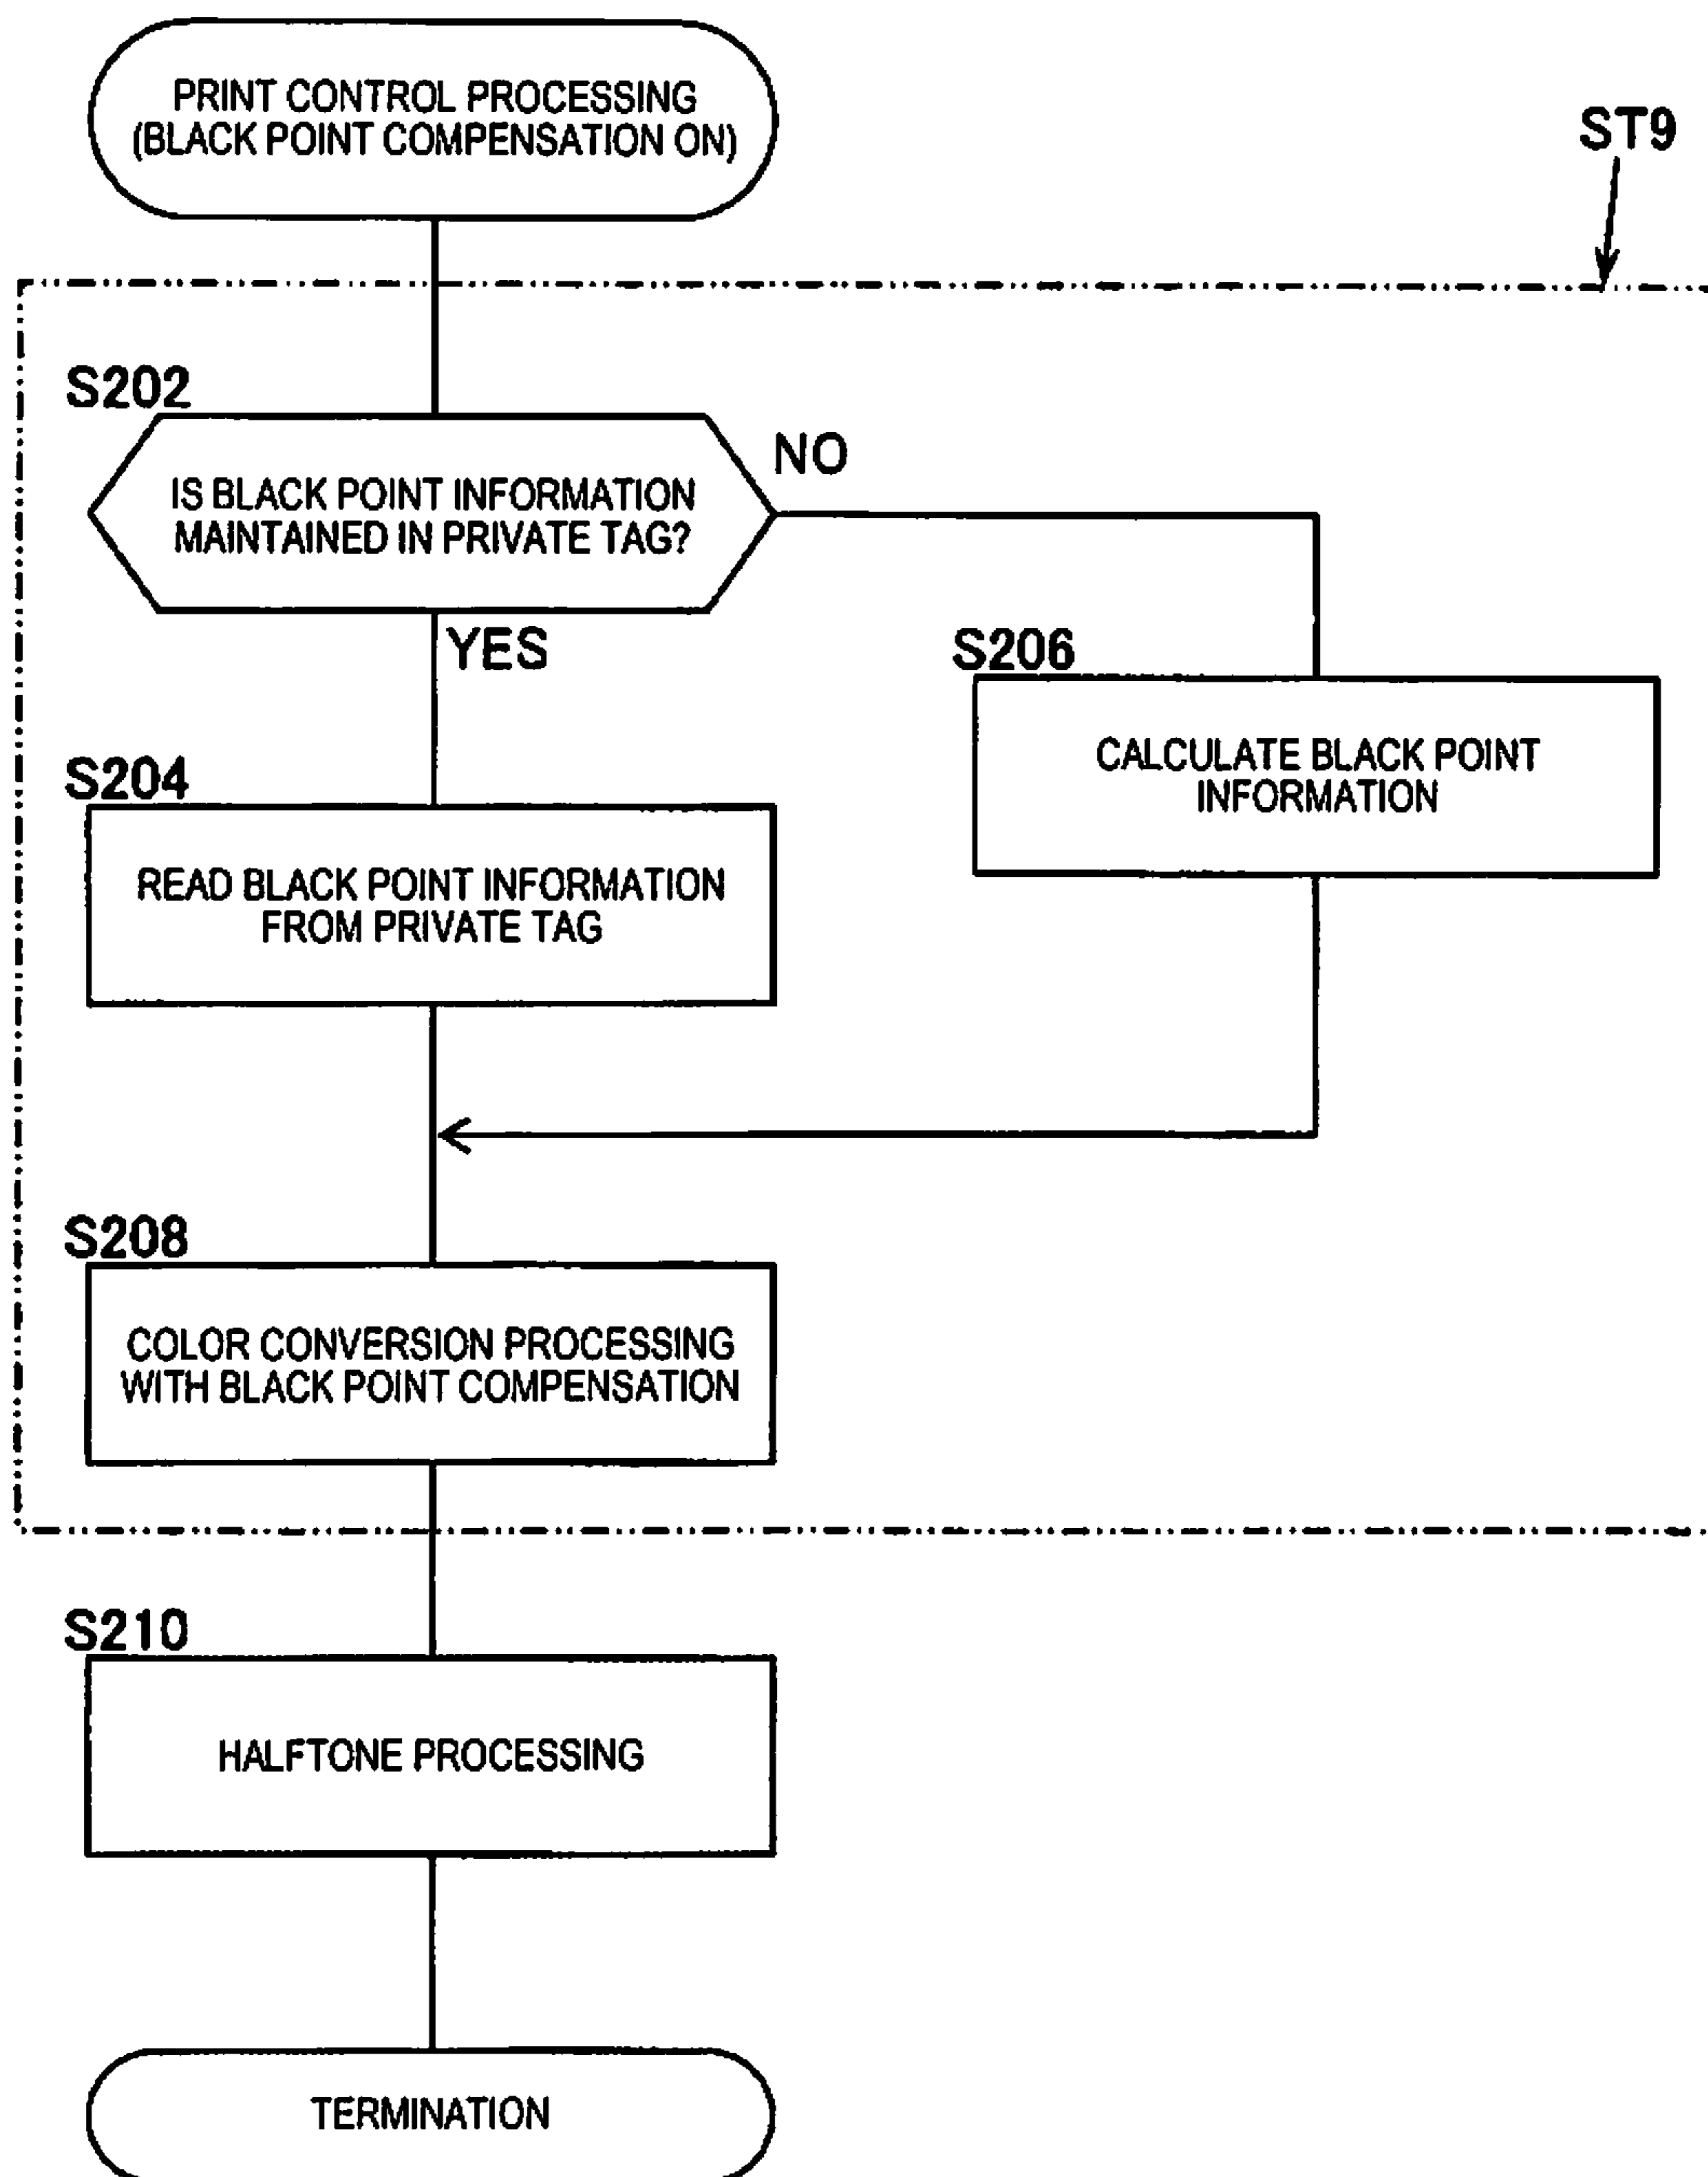 PRINT CONTROL PROCESSING
(BLACK POINT COMPENSATION ON)
ST9
S202
IS BLACK POINT INFORMATION
MAINTAINED IN PRIVATE TAG?
NO
YES
S206
CALCULATE BLACK POINT
INFORMATION
S204
READ BLACK POINT INFORMATION
FROM PRIVATE TAG
S208
COLOR CONVERSION PROCESSING
WITH BLACK POINT COMPENSATION
S210
HALFTONE PROCESSING
TERMINATION